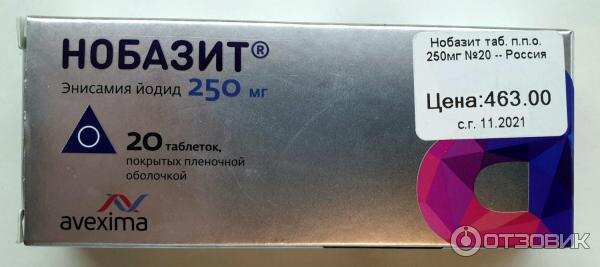 НОБАЗИТ®
Энисамия йодид 250 мг
20 таблеток,
покрытых пленочной
оболочкой
avexima
Нобазит таб. п.п.о.
250мг №20 -- Россия
Цена:463.00
с.г. 11.2021
ОТЗОВИК